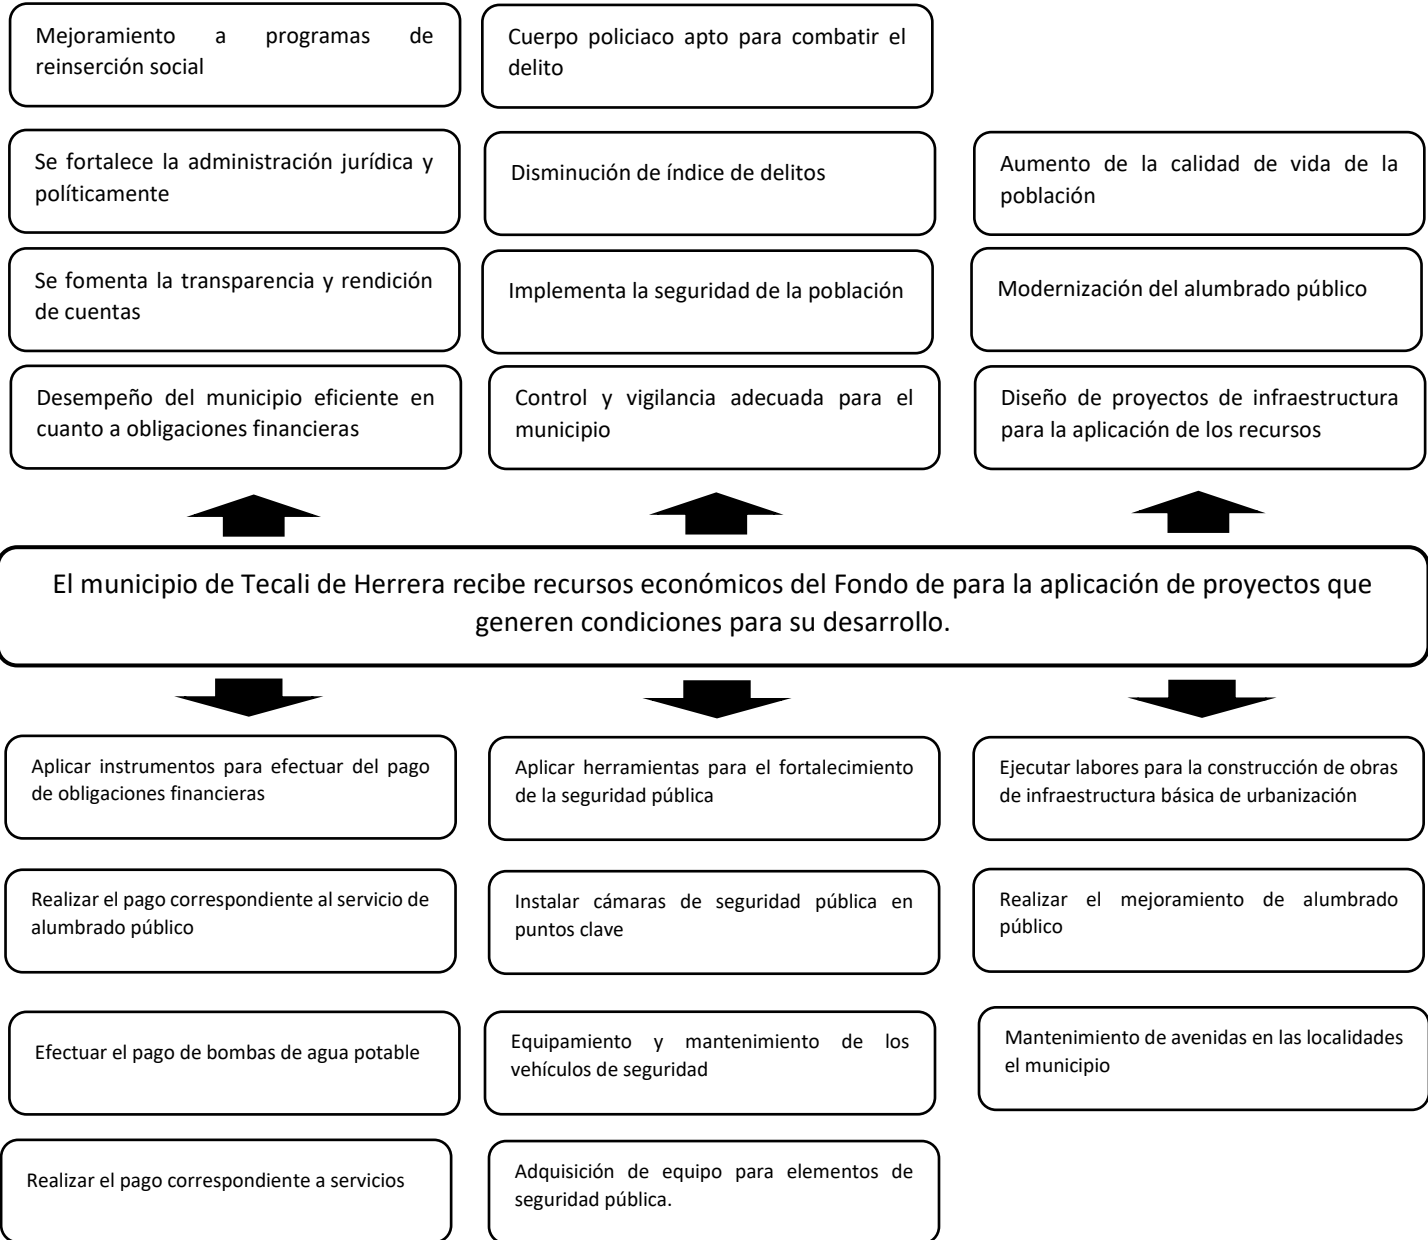 Mejoramiento a programas de
reinserción social
Cuerpo policiaco apto para combatir el
delito
Se fortalece la administración jurídica y
políticamente
Disminución de índice de delitos
Aumento de la calidad de vida de la
población
Se fomenta la transparencia y rendición
de cuentas
Implementa la seguridad de la población
Modernización del alumbrado público
Desempeño del municipio eficiente en
cuanto a obligaciones financieras
Control y vigilancia adecuada para el
municipio
Diseño de proyectos de infraestructura
para la aplicación de los recursos
El municipio de Tecali de Herrera recibe recursos económicos del Fondo de para la aplicación de proyectos que
generen condiciones para su desarrollo.
Aplicar instrumentos para efectuar del pago
de obligaciones financieras
Aplicar herramientas para el fortalecimiento
de la seguridad pública
Ejecutar labores para la construcción de obras
de infraestructura básica de urbanización
Realizar el pago correspondiente al servicio de
alumbrado público
Instalar cámaras de seguridad pública en
puntos clave
Realizar el mejoramiento de alumbrado
público
Efectuar el pago de bombas de agua potable
Equipamiento y mantenimiento de los
vehículos de seguridad
Mantenimiento de avenidas en las localidades
el municipio
Realizar el pago correspondiente a servicios
Adquisición de equipo para elementos de
seguridad pública.